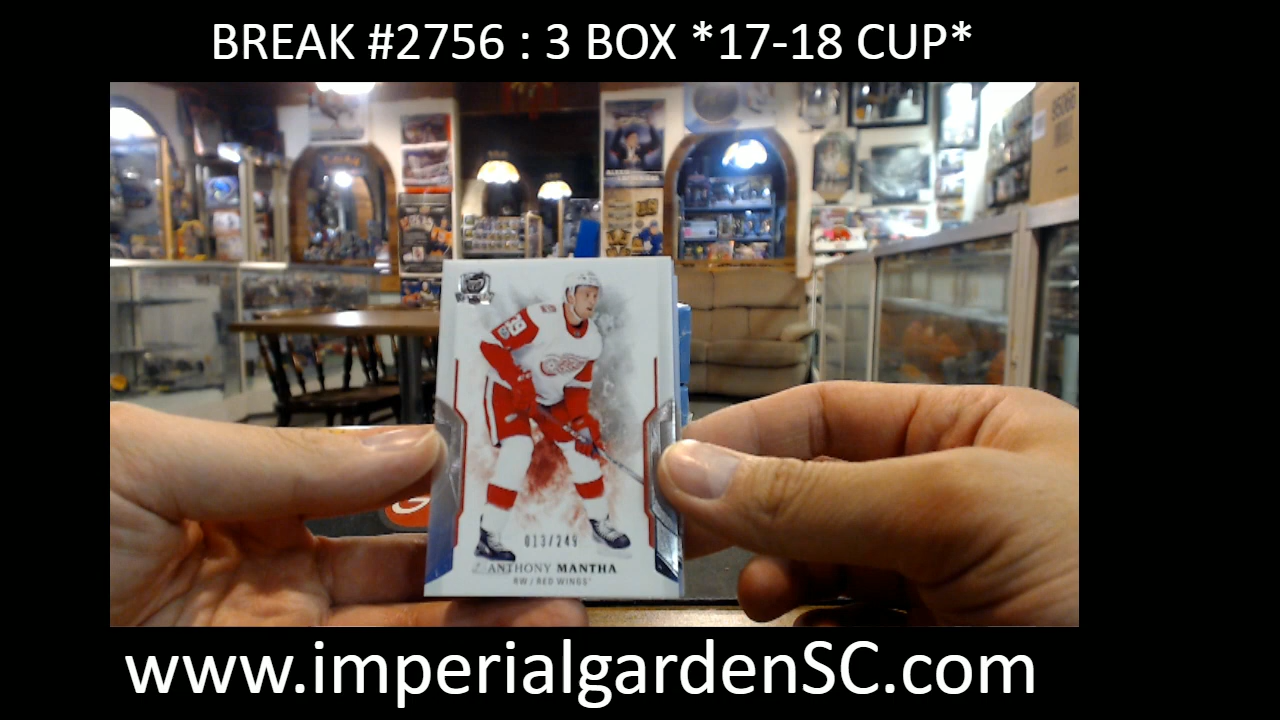 BREAK #2756 : 3 BOX *17-18 CUP*
013/249
ANTHONY MANTHA
RW / RED WINGS
www.imperialgardenSC.com